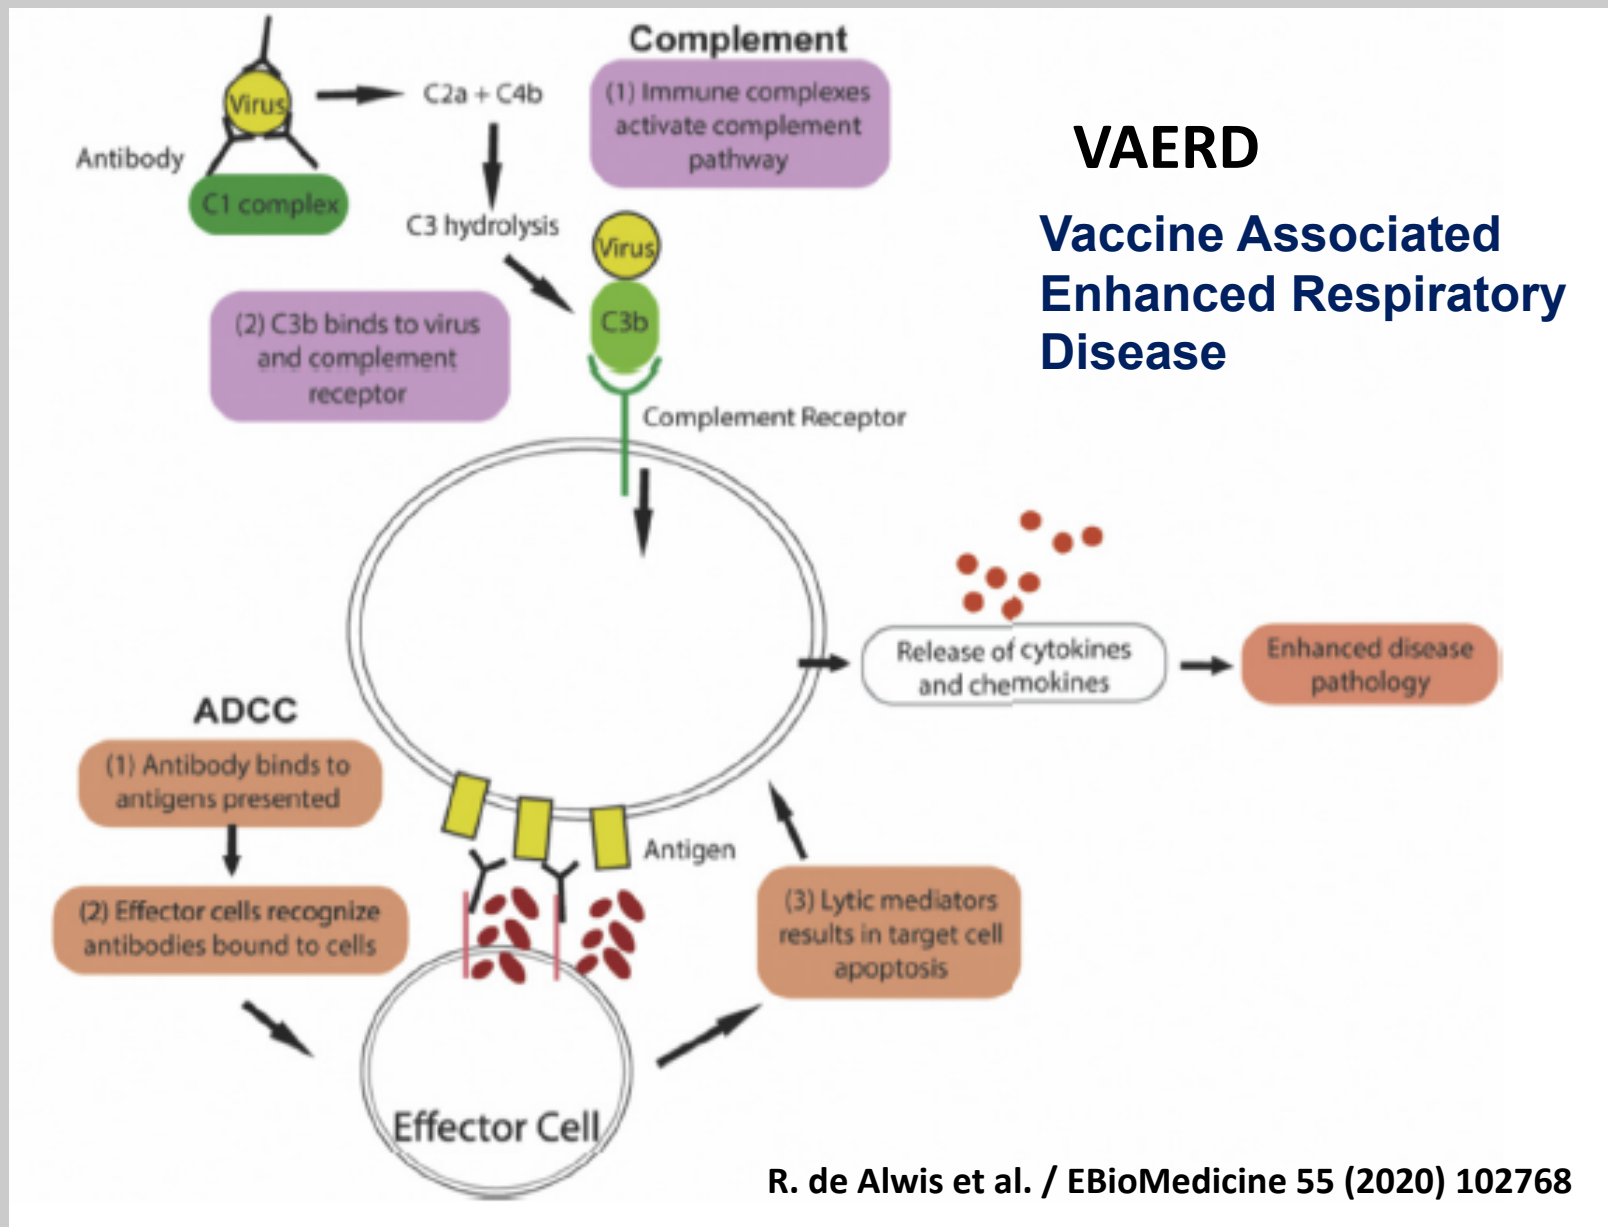 Complement
(1) Immune complexes
activate complement
pathway
Virus
C2a + C4b
Antibody
C1 complex
C3 hydrolysis
Virus
C3b
(2) C3b binds to virus
and complement
receptor
Complement Receptor
VAERD
Vaccine Associated
Enhanced Respiratory
Disease
Release of cytokines
and chemokines
Enhanced disease
pathology
ADCC
(1) Antibody binds to
antigens presented
(2) Effector cells recognize
antibodies bound to cells
Antigen
(3) Lytic mediators
results in target cell
apoptosis
Effector Cell
R. de Alwis et al. / EBioMedicine 55 (2020) 102768